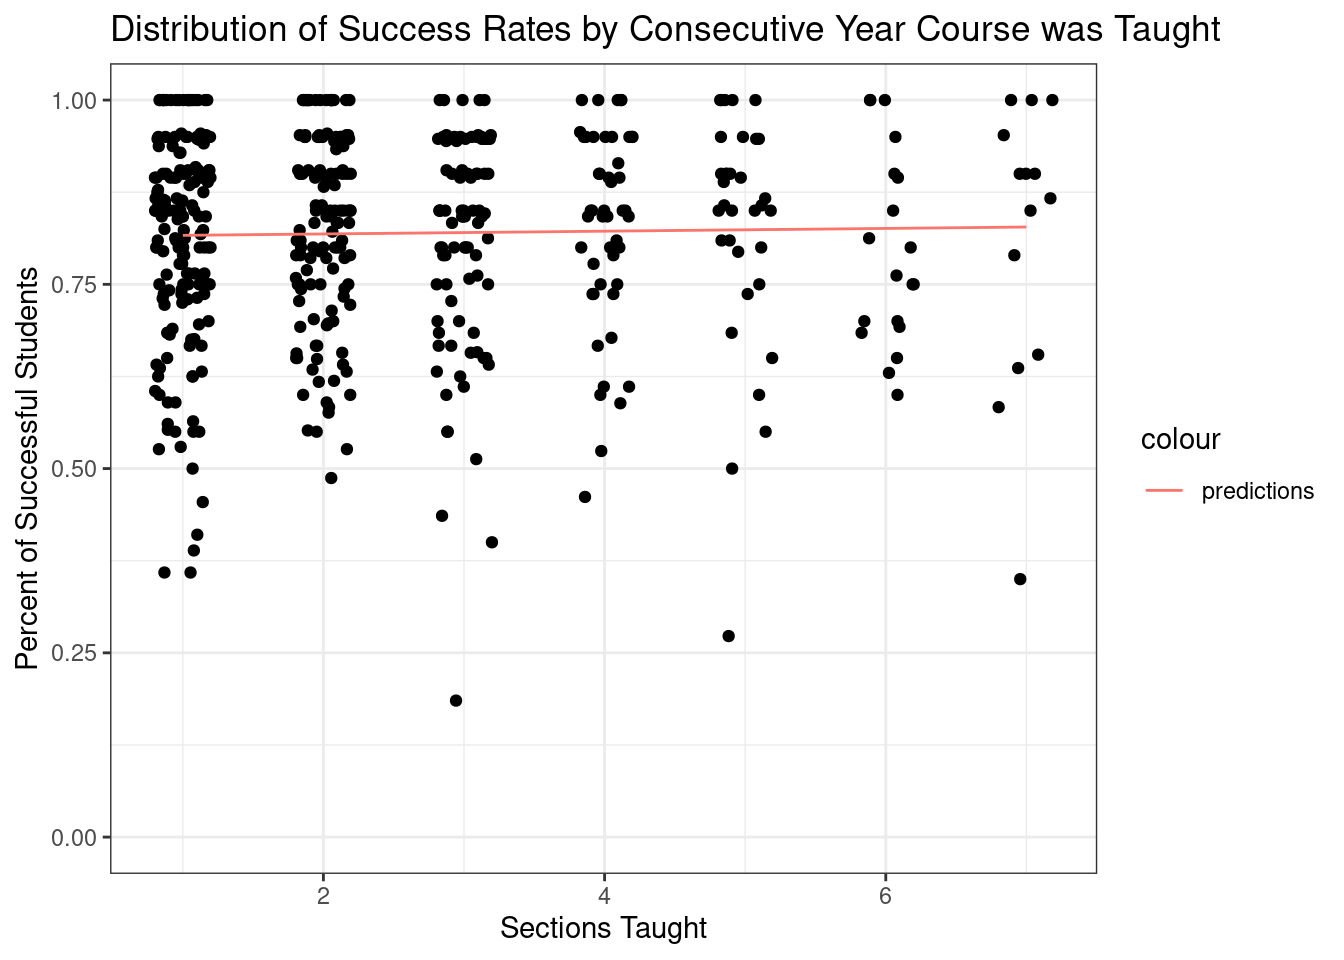 Distribution of Success Rates by Consecutive Year Course was Taught
Percent of Successful Students
1.00
0.75
0.50
0.25
0.00
2
4
6
Sections Taught
colour
predictions